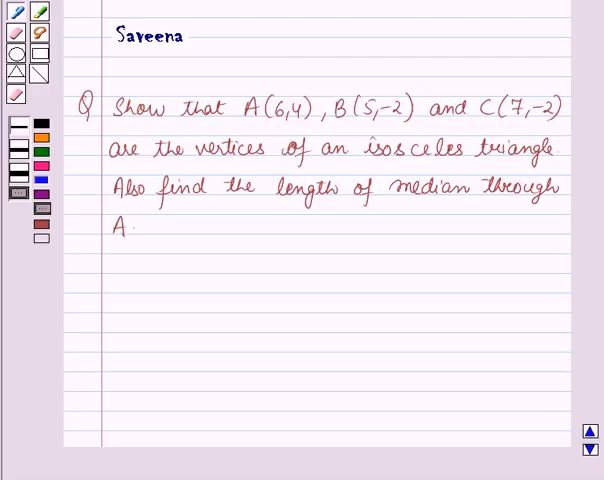 Saveena
Q Show that A(6,4), B(5,-2) and C(7,-2)
are the vertices of an isosceles triangle.
Also find the length of median through
A.